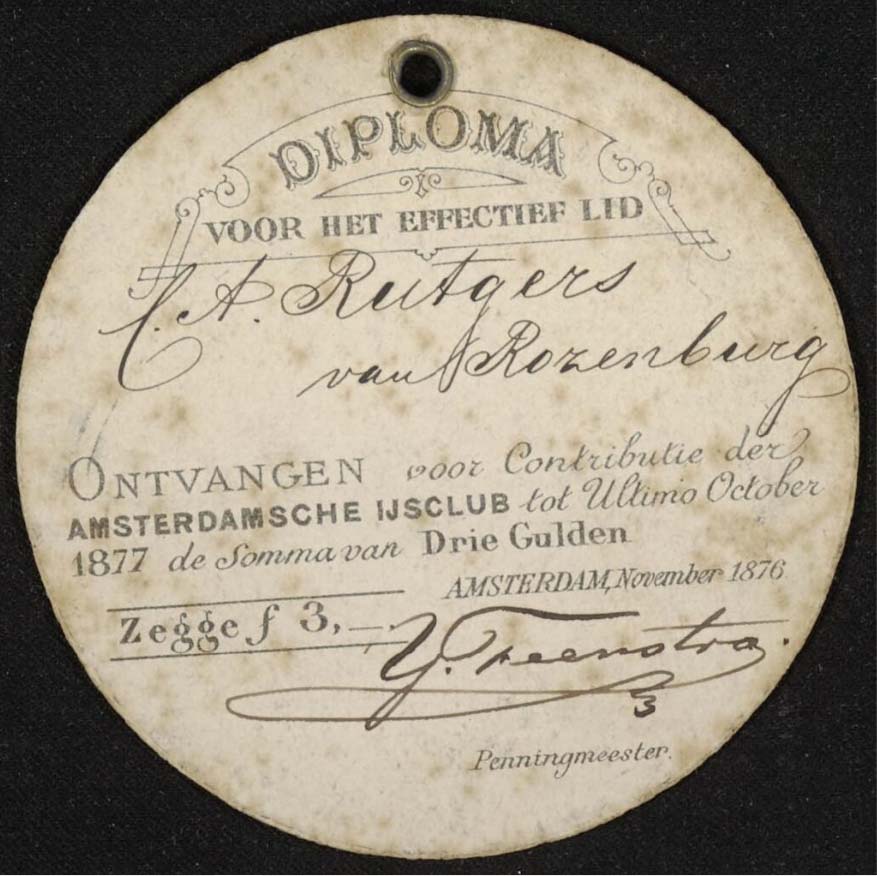 DIPLOMA
VOOR HET EFFECTIEF LID
C. A. Rutgers
van Rozenburg
ONTVANGEN voor Contributie der
AMSTERDAMSCHE IJSCLUB tot Ultimo October
1877 de Somma van Drie Gulden
AMSTERDAM, November 1876
Zegge f 3,—.
Y. Feenstra.
Penningmeester.